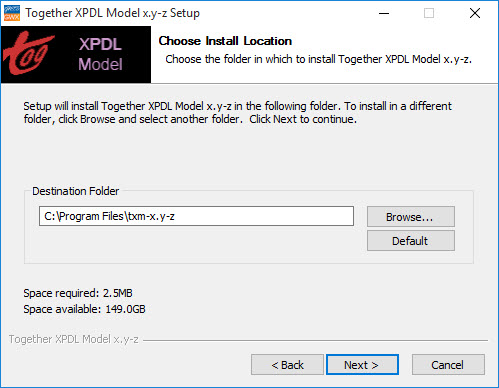 Together XPDL Model x.y-z Setup
tog
XPDL
Model
Choose Install Location
Choose the folder in which to install Together XPDL Model x.y-z.
Setup will install Together XPDL Model x.y-z in the following folder. To install in a different
folder, click Browse and select another folder.  Click Next to continue.
Destination Folder
C:\Program Files\txm-x.y-z
Browse...
Default
Space required: 2.5MB
Space available: 149.0GB
Together XPDL Model x.y-z
< Back
Next >
Cancel